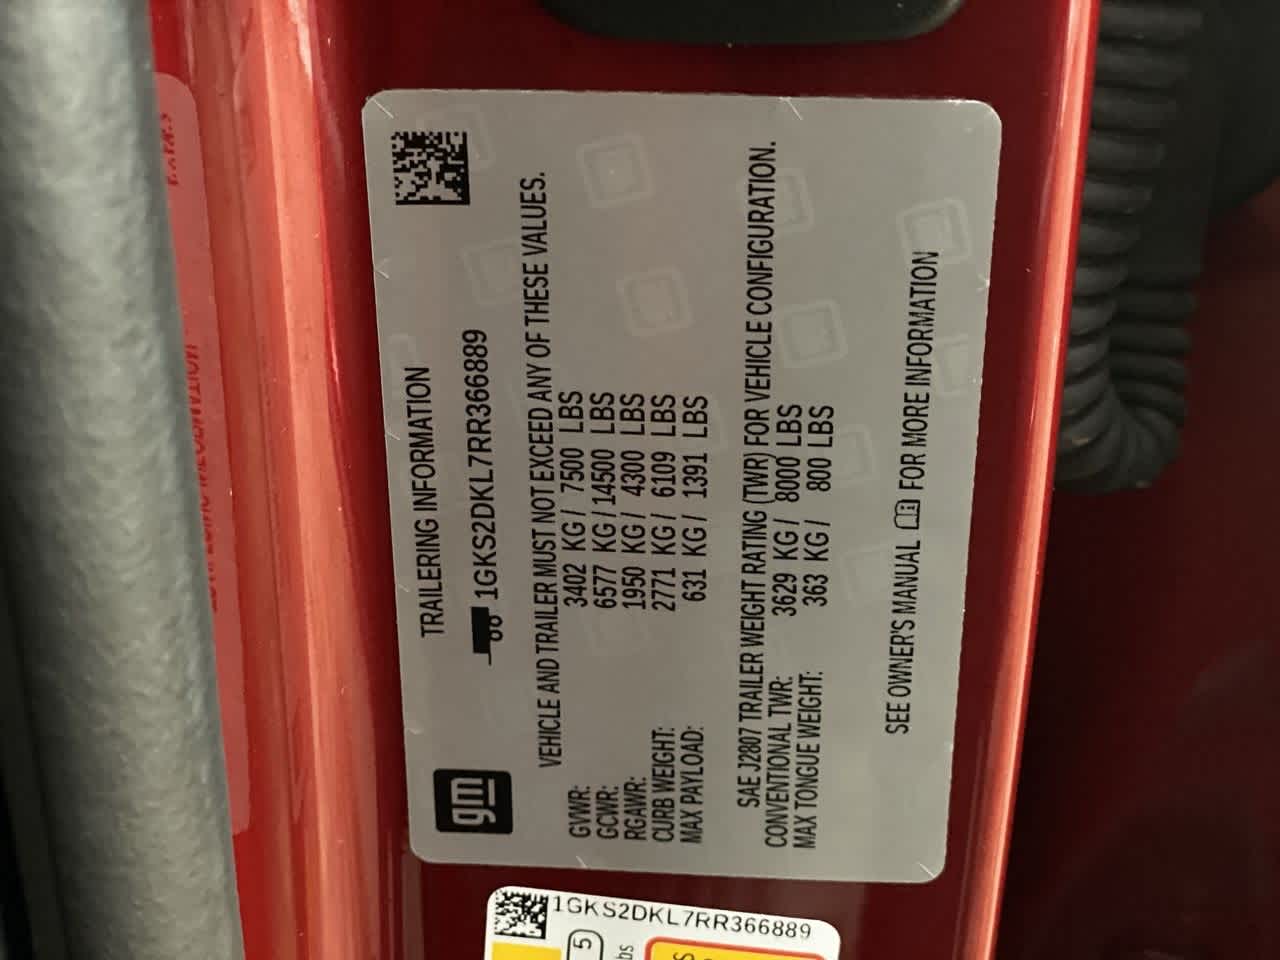 TRAILERING INFORMATION
gm
1GKS2DKL7RR366889
VEHICLE AND TRAILER MUST NOT EXCEED ANY OF THESE VALUES.
GVWR: 3402 KG / 7500 LBS
GCWR: 6577 KG / 14500 LBS
RGAWR: 1950 KG / 4300 LBS
CURB WEIGHT: 2771 KG / 6109 LBS
MAX PAYLOAD: 631 KG / 1391 LBS
SAE J2807 TRAILER WEIGHT RATING (TWR) FOR VEHICLE CONFIGURATION.
CONVENTIONAL TWR: 3629 KG / 8000 LBS
MAX TONGUE WEIGHT: 363 KG / 800 LBS
SEE OWNER'S MANUAL FOR MORE INFORMATION
1GKS2DKL7RR366889
5